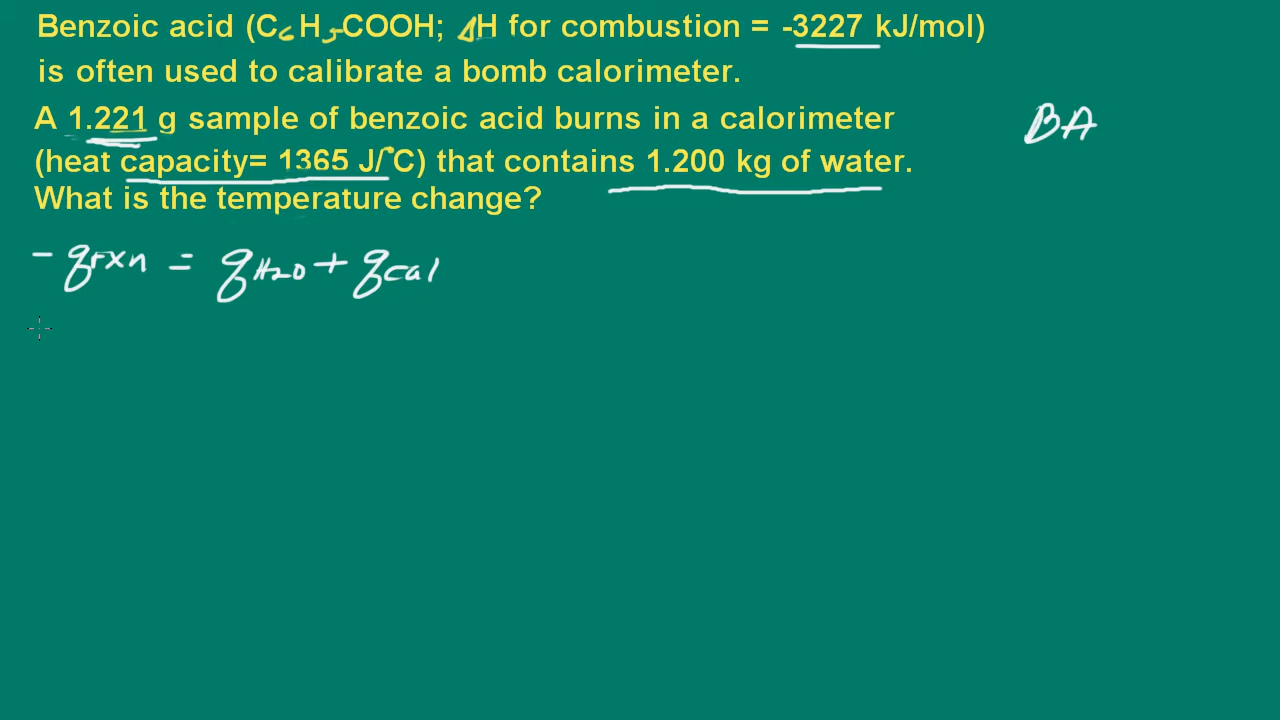 Benzoic acid (C₆H₅COOH; ΔH for combustion = -3227 kJ/mol)
is often used to calibrate a bomb calorimeter.
A 1.221 g sample of benzoic acid burns in a calorimeter
(heat capacity= 1365 J/°C) that contains 1.200 kg of water.
What is the temperature change?
BA
- qrxn = qH₂O + qcal